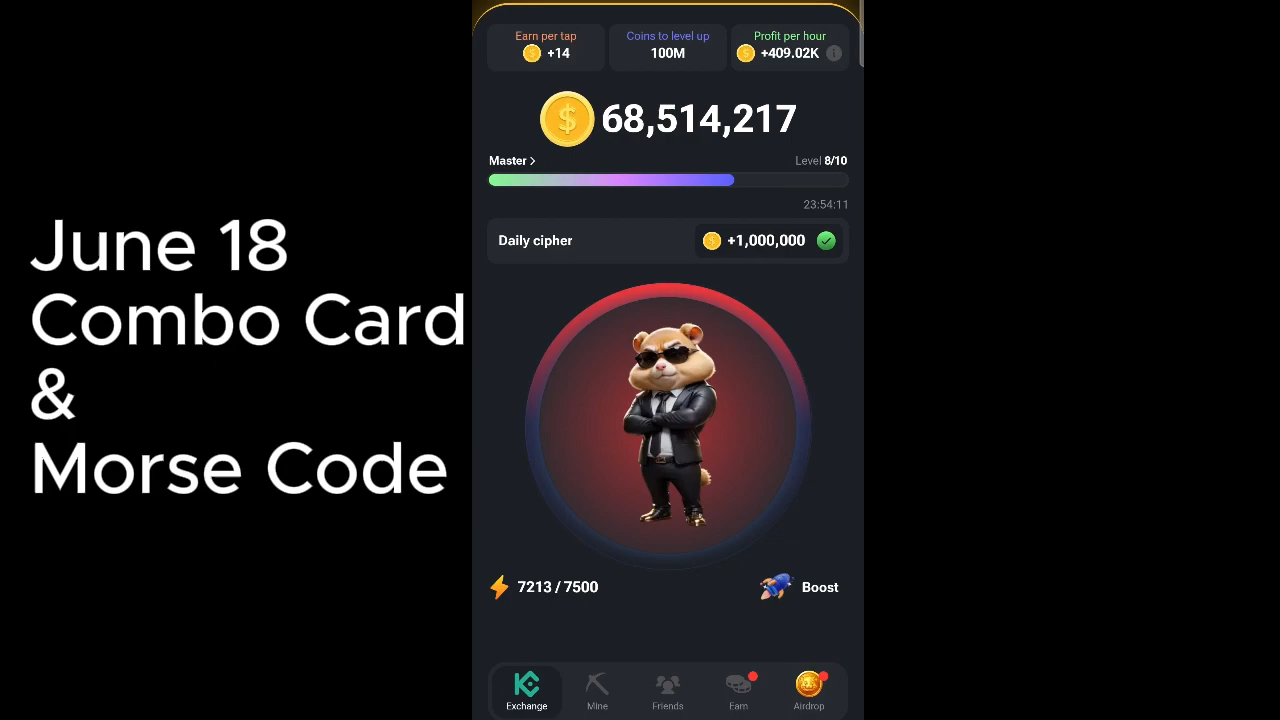 June 18
Combo Card
&
Morse Code
Earn per tap
+14
Coins to level up
100M
Profit per hour
+409.02K
68,514,217
Master >
Level 8/10
23:54:11
Daily cipher
+1,000,000
7213 / 7500
Boost
Exchange
Mine
Friends
Earn
Airdrop